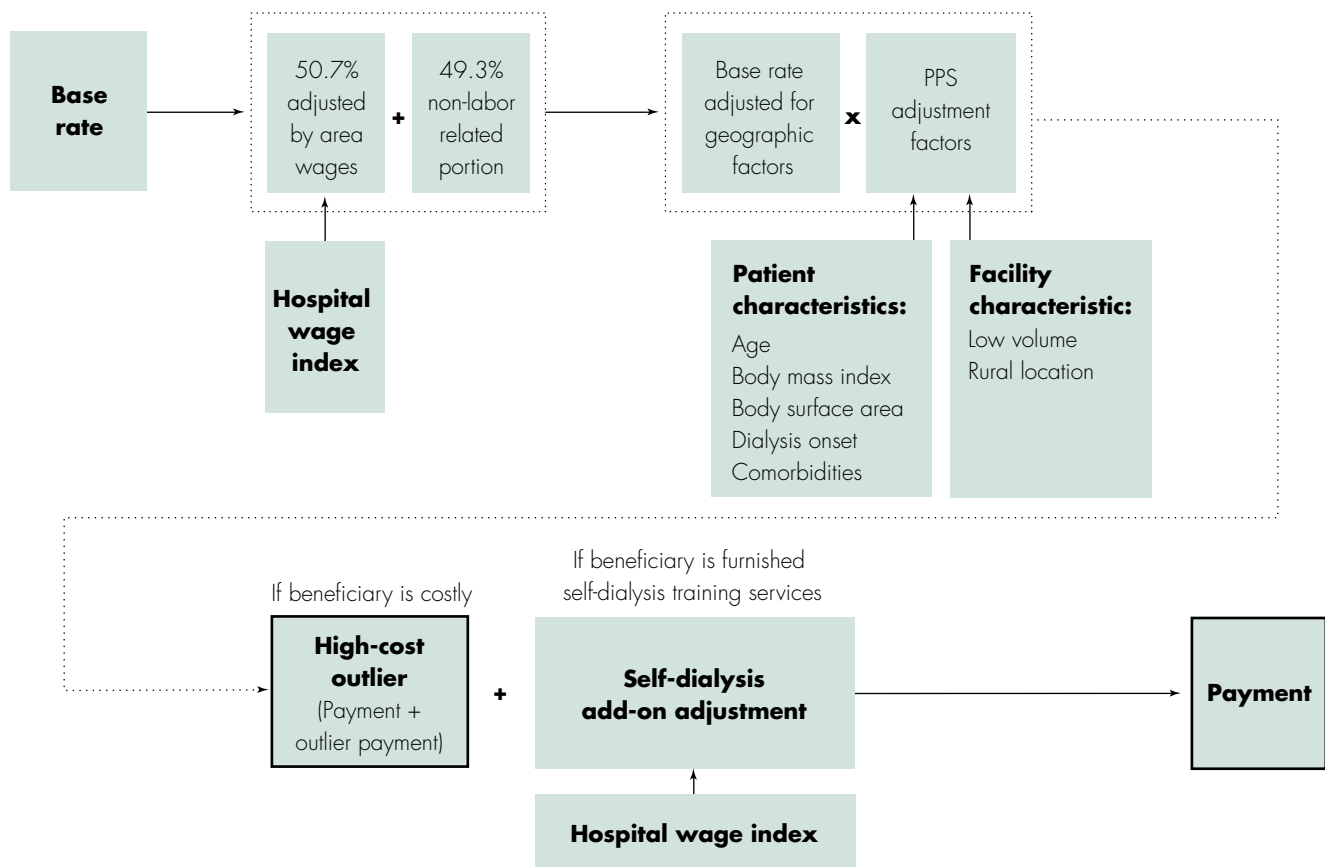 Base
rate
50.7%
adjusted
by area
wages
+
49.3%
non-labor
related
portion
Base rate
adjusted for
geographic
factors
x
PPS
adjustment
factors
Hospital
wage
index
Patient
characteristics:
Age
Body mass index
Body surface area
Dialysis onset
Comorbidities
Facility
characteristic:
Low volume
Rural location
If beneficiary is costly
High-cost
outlier
(Payment +
outlier payment)
+
If beneficiary is furnished
self-dialysis training services
Self-dialysis
add-on adjustment
Payment
Hospital wage index